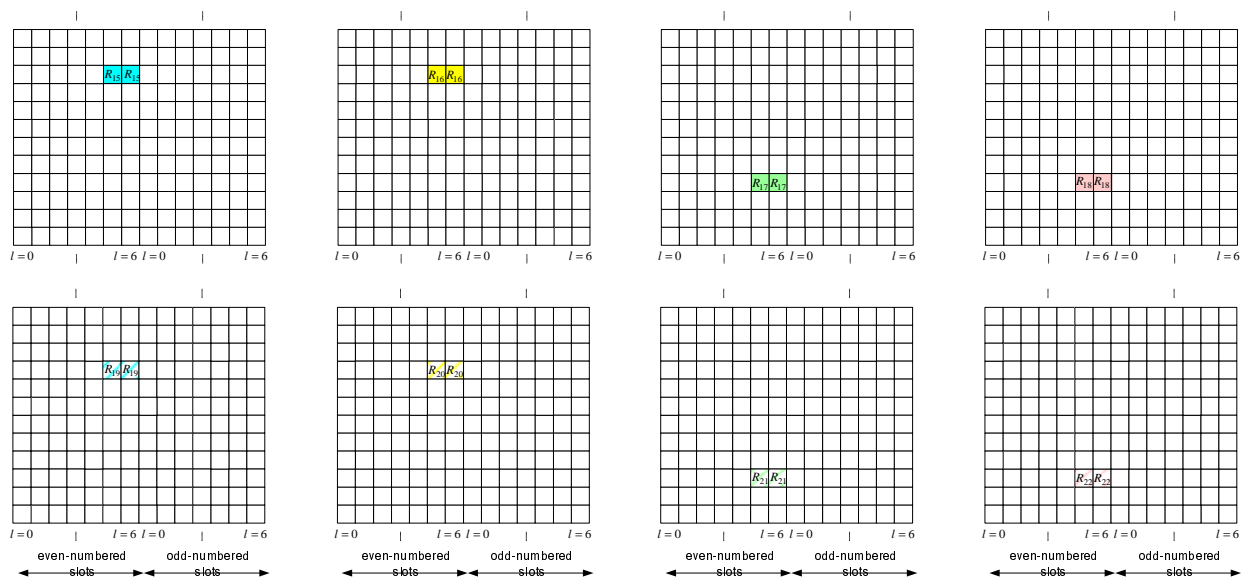 R15 R15 R16 R16
R17 R17 R18 R18
l = 0 l = 6 l = 0 l = 6 l = 0 l = 6 l = 0 l = 6 l = 0 l = 6 l = 0 l = 6 l = 0 l = 6 l = 0 l = 6
R19 R19 R20 R20
R21 R21 R22 R22
l = 0 l = 6 l = 0 l = 6 l = 0 l = 6 l = 0 l = 6 l = 0 l = 6 l = 0 l = 6 l = 0 l = 6 l = 0 l = 6
even-numbered odd-numbered even-numbered odd-numbered even-numbered odd-numbered even-numbered odd-numbered
slots slots slots slots slots slots slots slots